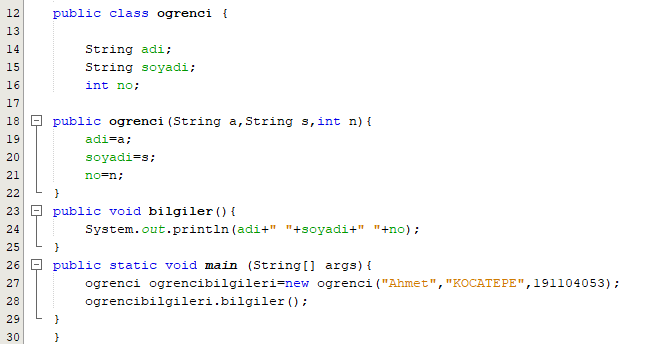 12 public class ogrenci {
13
14 String adi;
15 String soyadi;
16 int no;
17
18 public ogrenci(String a,String s,int n){
19 adi=a;
20 soyadi=s;
21 no=n;
22 }
23 public void bilgiler(){
24 System.out.println(adi+" "+soyadi+" "+no);
25 }
26 public static void main (String[] args){
27 ogrenci ogrencibilgileri=new ogrenci("Ahmet","KOCATEPE",191104053);
28 ogrencibilgileri.bilgiler();
29 }
30 }